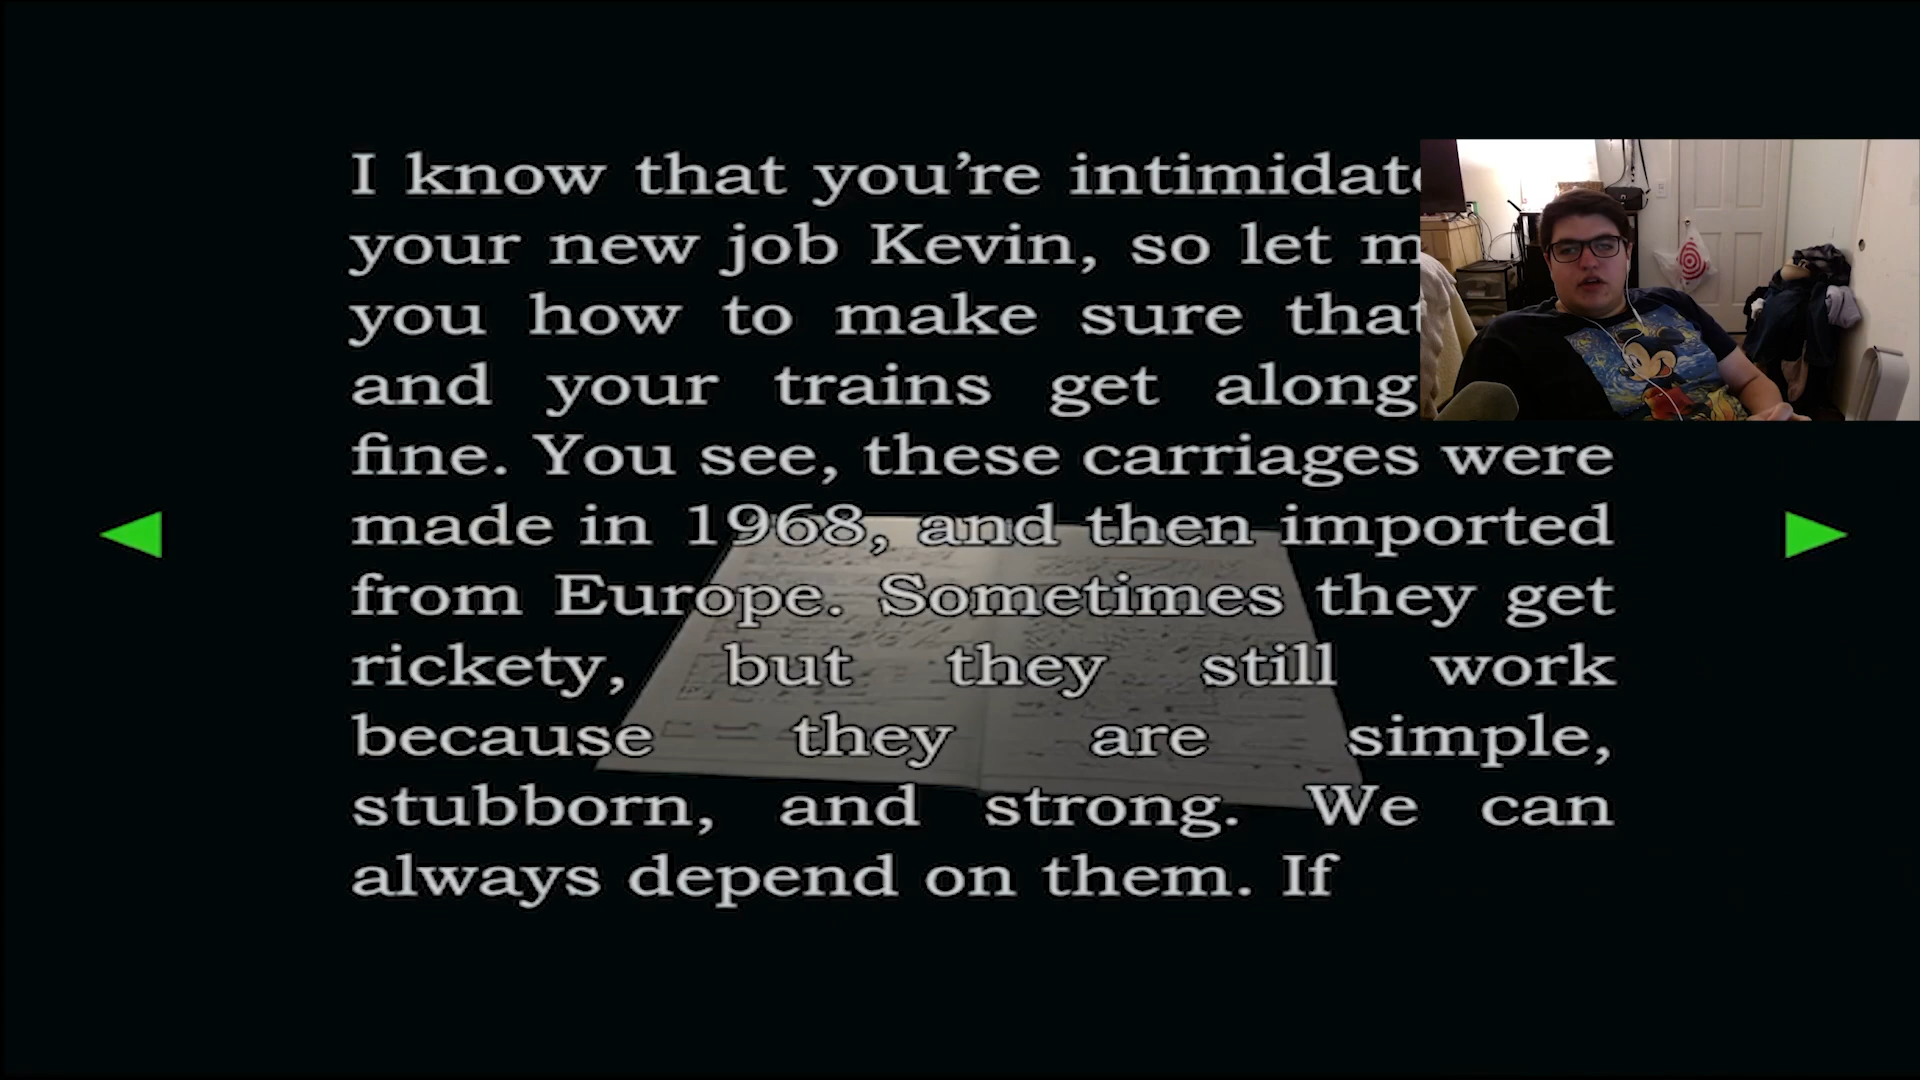 I know that you're
your new job Kevin, so let
you how to make sure
and your trains get along
fine. You see, these carriages were
made in 1968, and then imported
from Europe. Sometimes they get
rickety, but they still work
because they are simple,
stubborn, and strong. We can
always depend on them. If